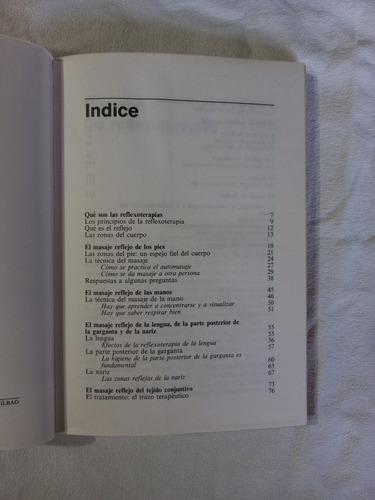 Indice
Qué son las reflexoterapias 7
Los principios de la reflexoterapia 9
Qué es el reflejo 12
Las zonas del cuerpo 13
El masaje reflejo de los pies 19
Las zonas del pie: un espejo fiel del cuerpo 21
La técnica del masaje 24
Cómo se practica el automasaje 27
Cómo se da masaje a otra persona 29
Respuestas a algunas preguntas 38
El masaje reflejo de las manos 45
La técnica del masaje de la mano 46
Hay que aprender a concentrarse y a visualizar 50
Hay que saber respirar bien 51
El masaje reflejo de la lengua, de la parte posterior de
la garganta y de la nariz 55
La lengua 55
Efectos de la reflexoterapia de la lengua 56
La parte posterior de la garganta 57
La higiene de la parte posterior de la garganta es
fundamental 60
La nariz 63
Las zonas reflejas de la nariz 67
El masaje reflejo del tejido conjuntivo 73
El tratamiento: el trazo terapéutico 76
ILBAO